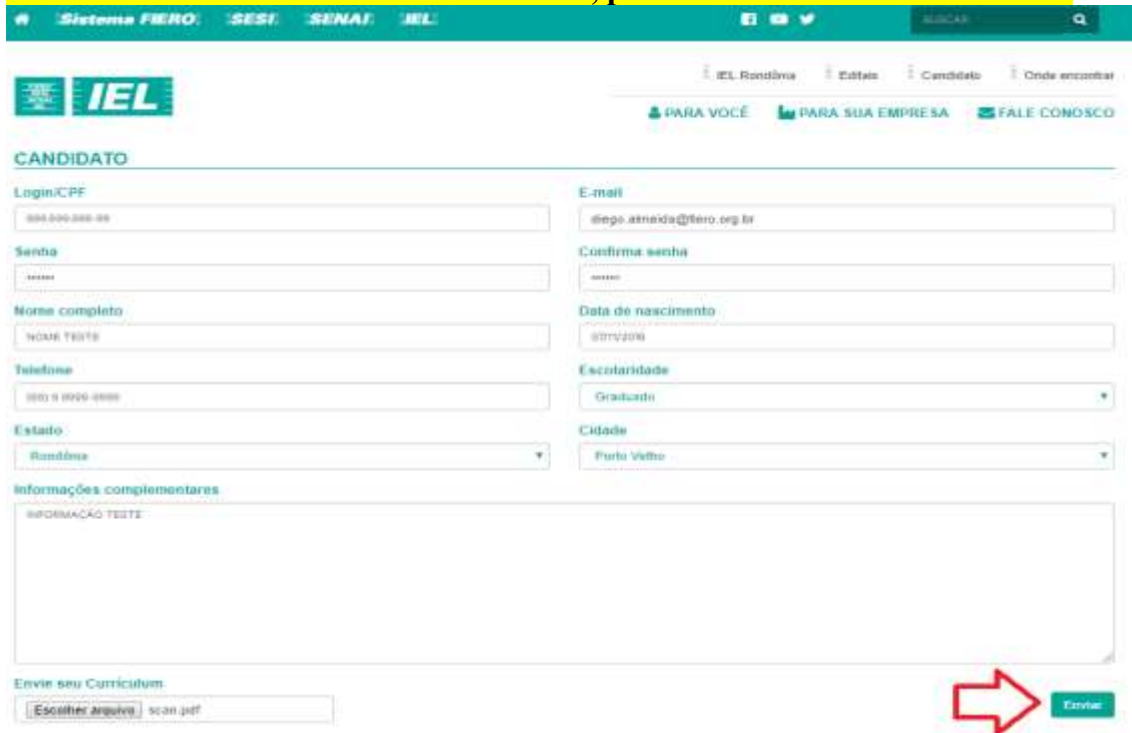 Sistema FIERO SESI SENAI IEL BUSCAR
IEL
IEL Rondônia Editais Candidato Onde encontrar
PARA VOCÊ PARA SUA EMPRESA FALE CONOSCO
CANDIDATO
Login/CPF E-mail
diego.almeida@fiero.org.br
Senha Confirma senha
Nome completo Data de nascimento
NOME TESTE
Telefone Escolaridade
Graduado
Estado Cidade
Rondônia Porto Velho
Informações complementares
INFORMAÇÃO TESTE
Envie seu Curriculum
Escolher arquivo scan.pdf
Enviar